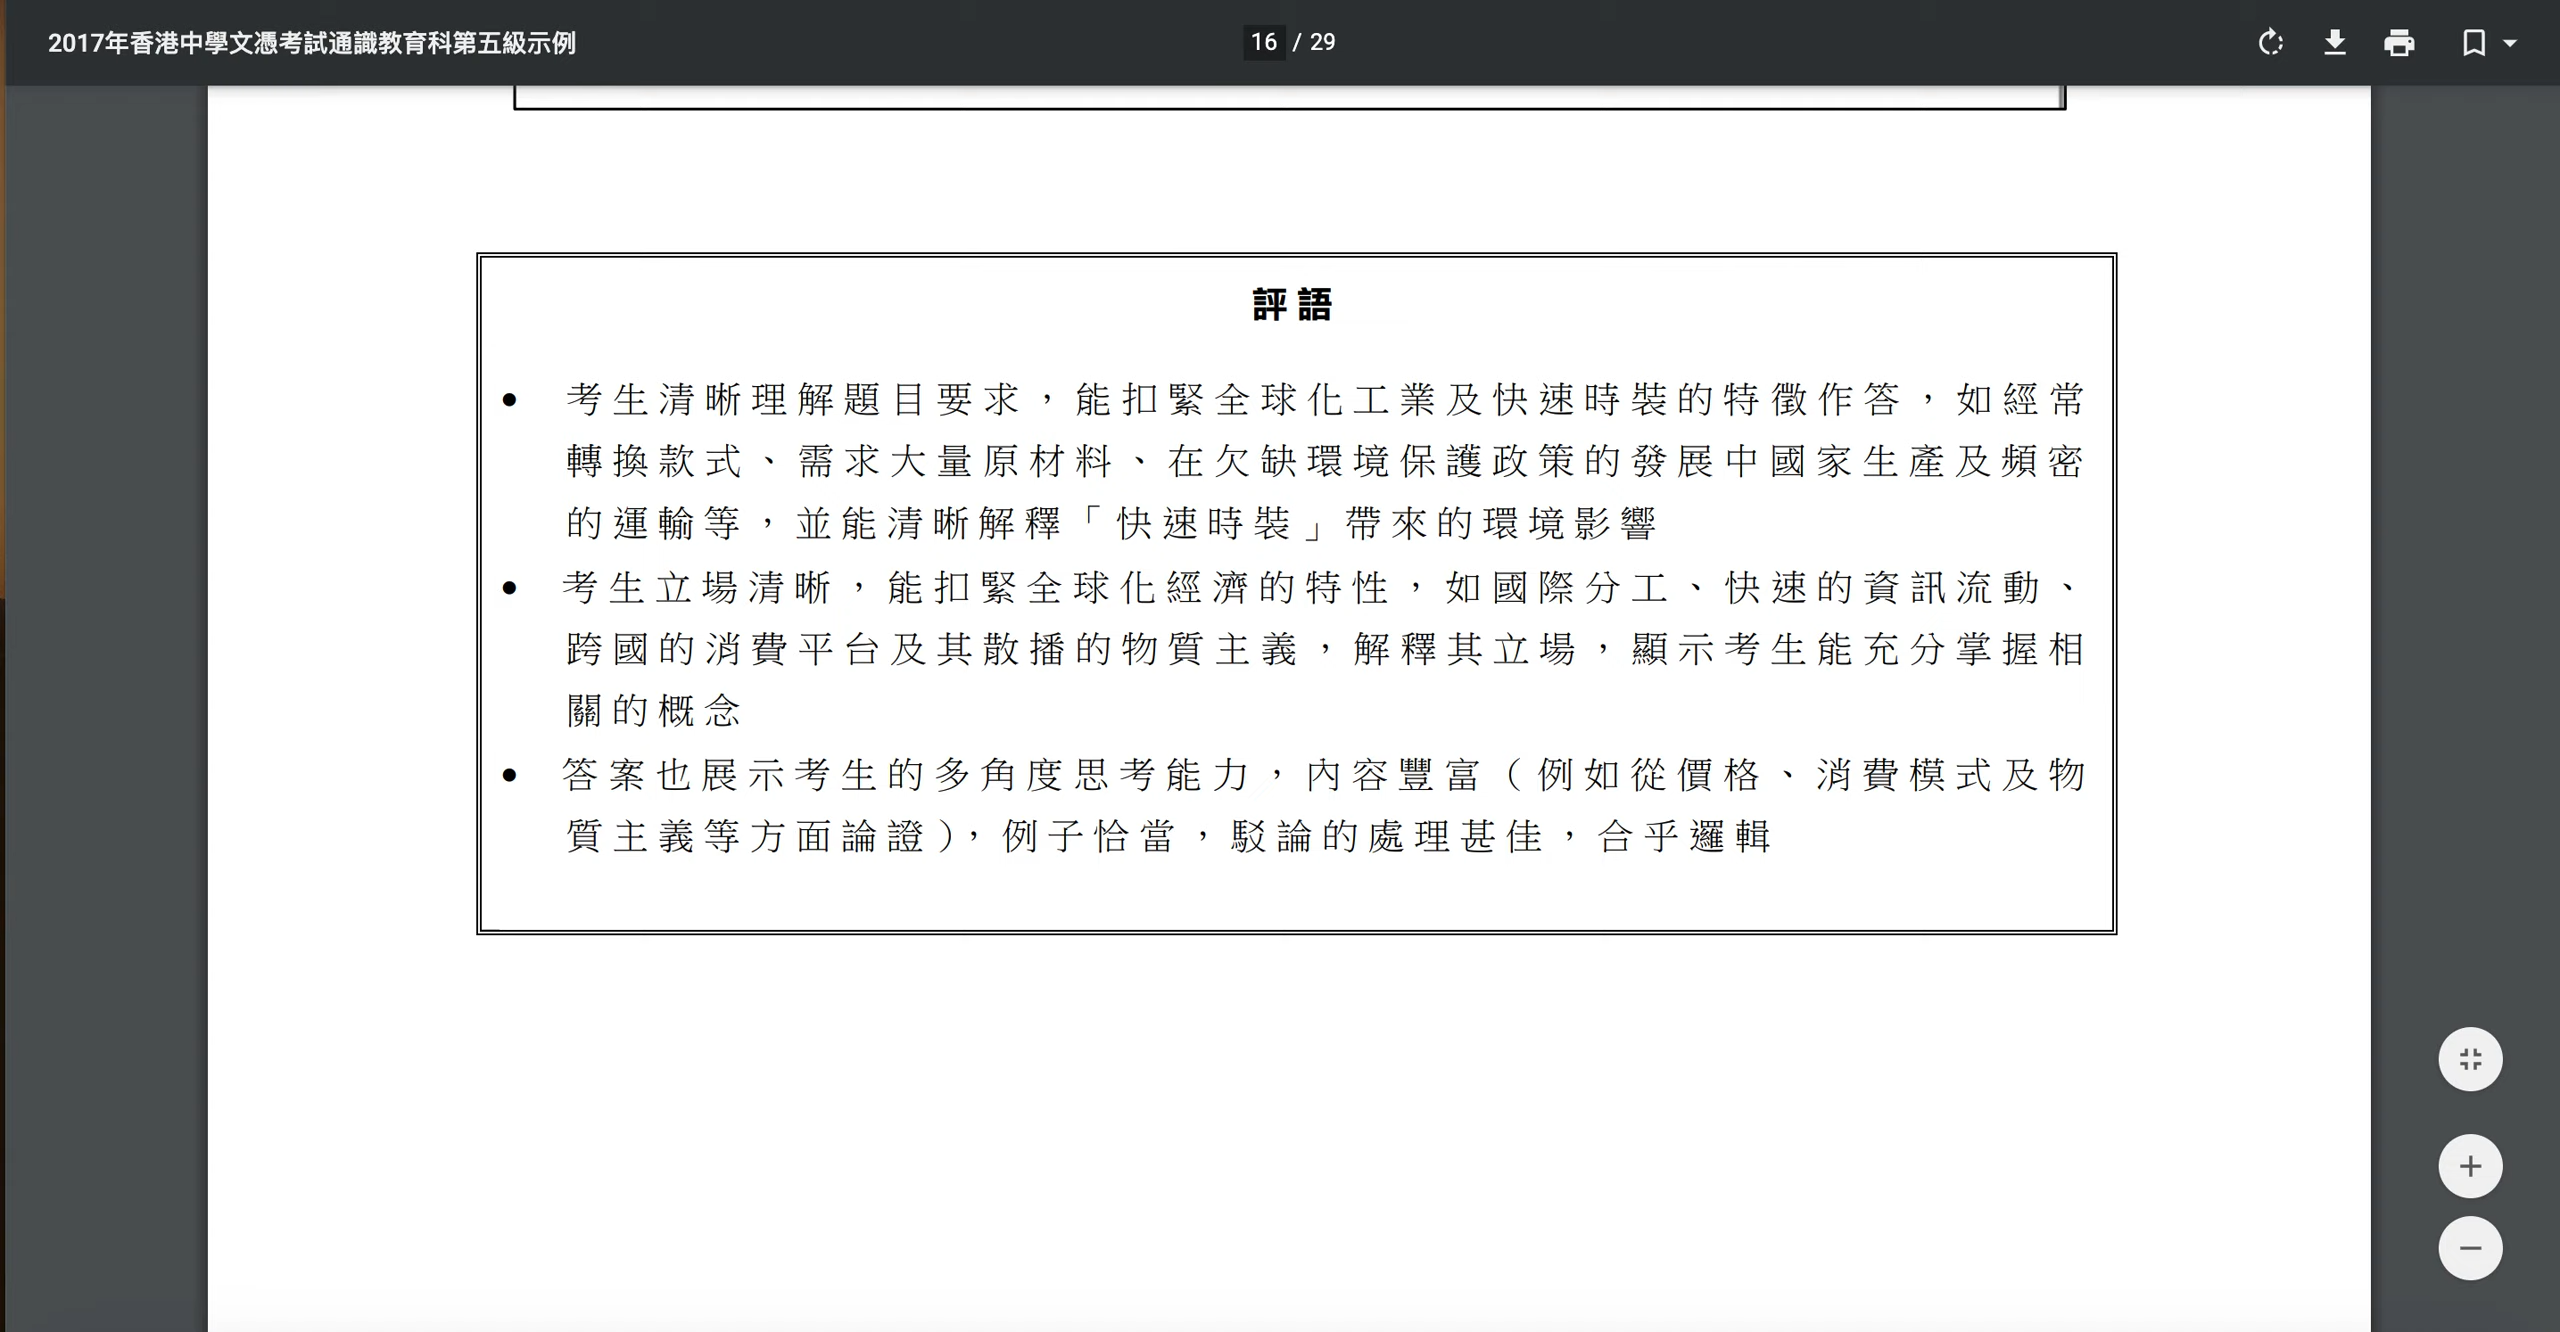 2017年香港中學文憑考試通識教育科第五級示例
16 / 29
評語
● 考生清晰理解題目要求，能扣緊全球化工業及快速時裝的特徵作答，如經常
轉換款式、需求大量原材料、在欠缺環境保護政策的發展中國家生產及頻密
的運輸等，並能清晰解釋「快速時裝」帶來的環境影響
● 考生立場清晰，能扣緊全球化經濟的特性，如國際分工、快速的資訊流動、
跨國的消費平台及其散播的物質主義，解釋其立場，顯示考生能充分掌握相
關的概念
● 答案也展示考生的多角度思考能力，內容豐富（例如從價格、消費模式及物
質主義等方面論證），例子恰當，駁論的處理甚佳，合乎邏輯